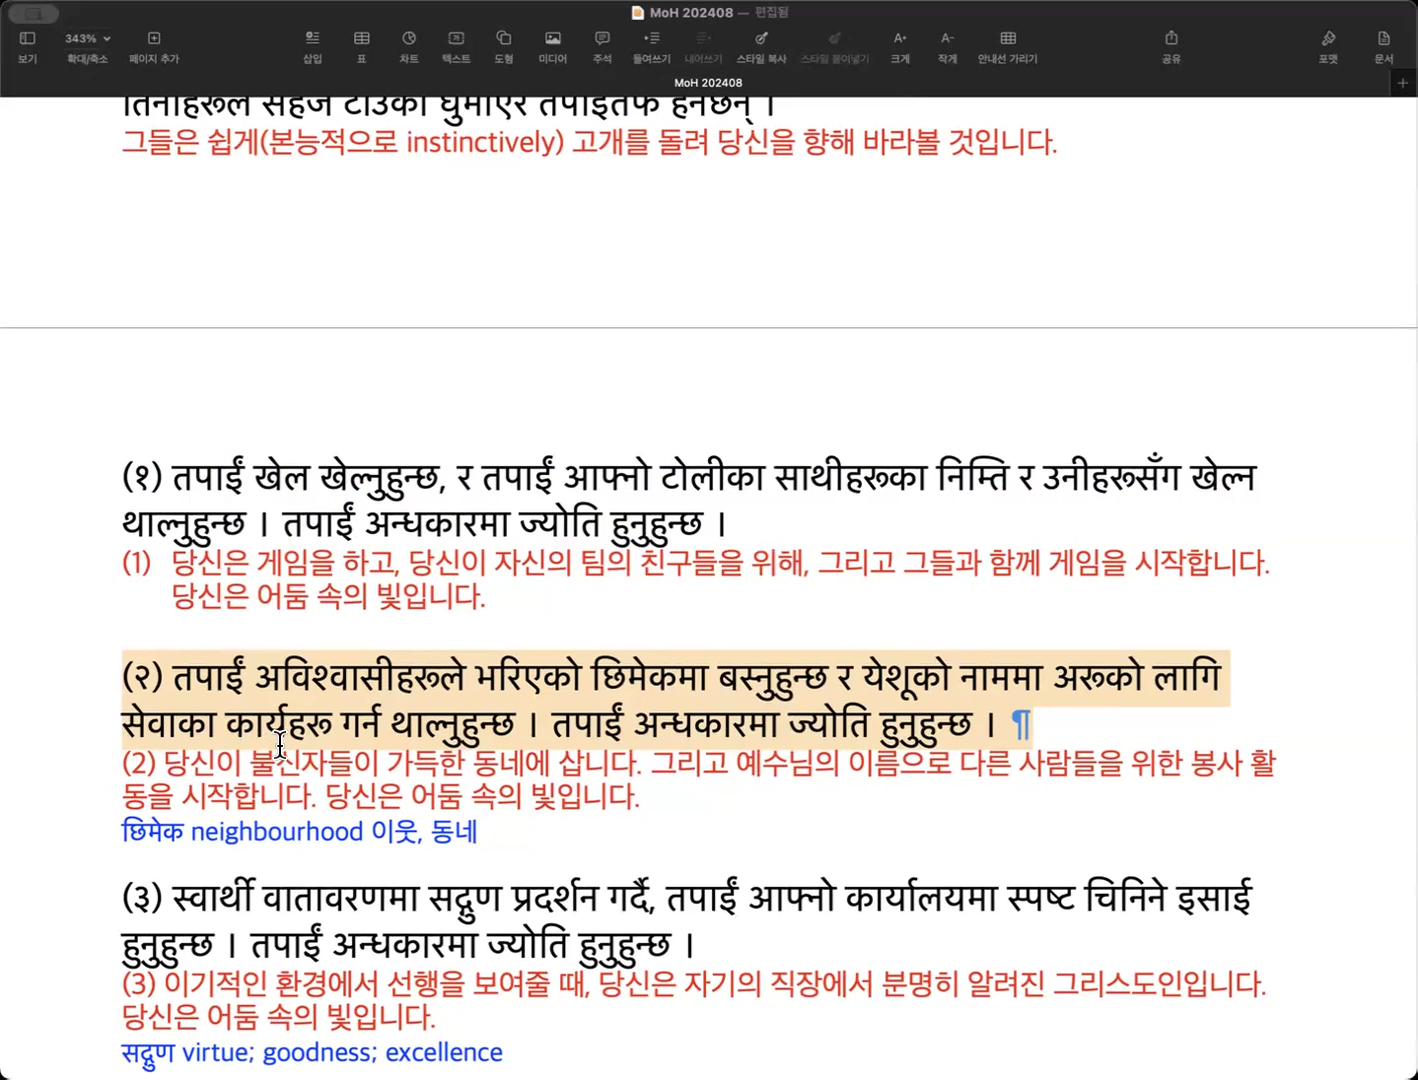 MoH 202408 — 편집됨
343%
보기 확대/축소 페이지 추가 삽입 표 차트 텍스트 도형 미디어 주석 들여쓰기 내어쓰기 스타일 복사 스타일 붙여넣기 크게 작게 안내선 가리기 공유 포맷 문서
MoH 202408
तिनीहरूले सहजै टाउको घुमाएर तपाईंतर्फ हेर्नेछन् ।
그들은 쉽게(본능적으로 instinctively) 고개를 돌려 당신을 향해 바라볼 것입니다.
(१) तपाईं खेल खेल्नुहुन्छ, र तपाईं आफ्नो टोलीका साथीहरूका निम्ति र उनीहरूसँग खेल्न
थाल्नुहुन्छ । तपाईं अन्धकारमा ज्योति हुनुहुन्छ ।
(1) 당신은 게임을 하고, 당신이 자신의 팀의 친구들을 위해, 그리고 그들과 함께 게임을 시작합니다.
당신은 어둠 속의 빛입니다.
(२) तपाईं अविश्वासीहरूले भरिएको छिमेकमा बस्नुहुन्छ र येशूको नाममा अरूको लागि
सेवाका कार्यहरू गर्न थाल्नुहुन्छ । तपाईं अन्धकारमा ज्योति हुनुहुन्छ । ¶
(2) 당신이 불신자들이 가득한 동네에 삽니다. 그리고 예수님의 이름으로 다른 사람들을 위한 봉사 활
동을 시작합니다. 당신은 어둠 속의 빛입니다.
छिमेक neighbourhood 이웃, 동네
(३) स्वार्थी वातावरणमा सद्गुण प्रदर्शन गर्दै, तपाईं आफ्नो कार्यालयमा स्पष्ट चिनिने इसाई
हुनुहुन्छ । तपाईं अन्धकारमा ज्योति हुनुहुन्छ ।
(3) 이기적인 환경에서 선행을 보여줄 때, 당신은 자기의 직장에서 분명히 알려진 그리스도인입니다.
당신은 어둠 속의 빛입니다.
सद्गुण virtue; goodness; excellence